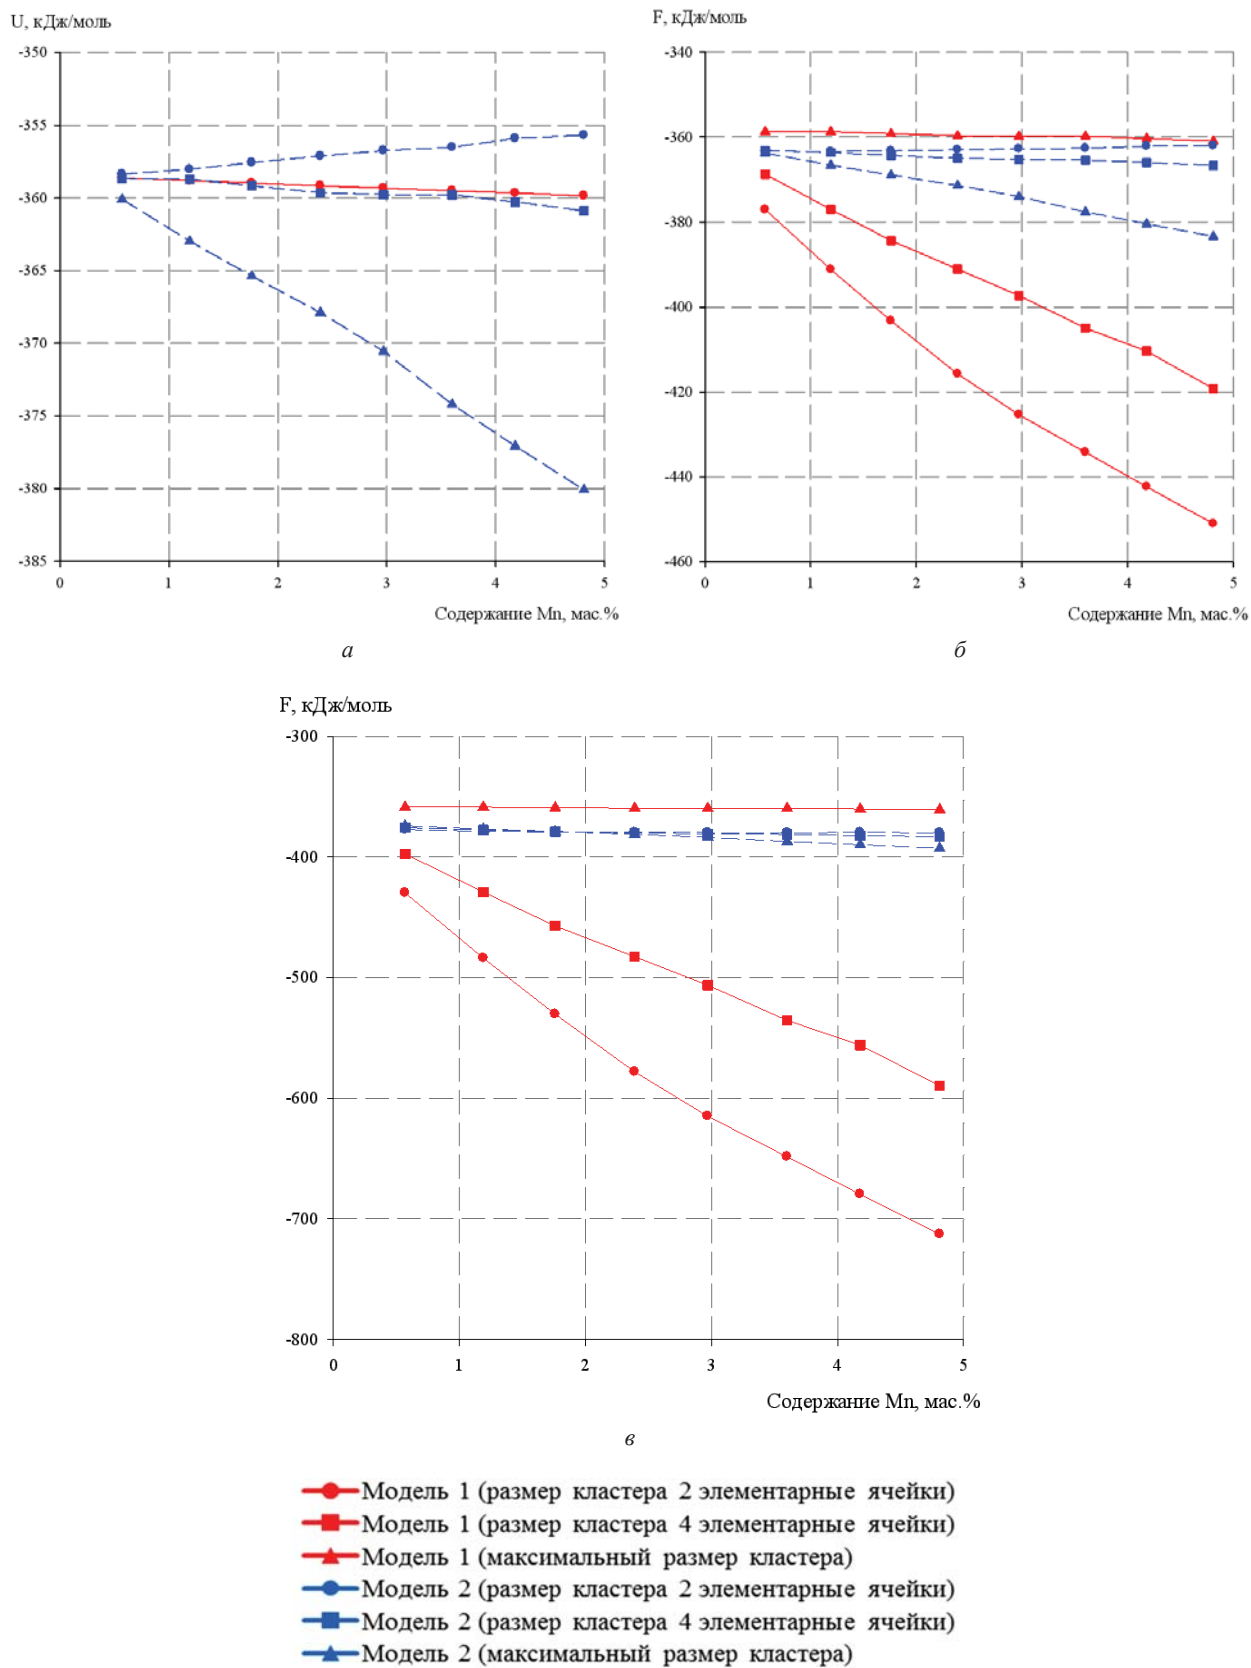 U, кДж/моль
-350
-355
-360
-365
-370
-375
-380
-385
0 1 2 3 4 5
Содержание Mn, мас.%
а
F, кДж/моль
-340
-360
-380
-400
-420
-440
-460
0 1 2 3 4 5
Содержание Mn, мас.%
б
F, кДж/моль
-300
-400
-500
-600
-700
-800
0 1 2 3 4 5
Содержание Mn, мас.%
в
Модель 1 (размер кластера 2 элементарные ячейки)
Модель 1 (размер кластера 4 элементарные ячейки)
Модель 1 (максимальный размер кластера)
Модель 2 (размер кластера 2 элементарные ячейки)
Модель 2 (размер кластера 4 элементарные ячейки)
Модель 2 (максимальный размер кластера)